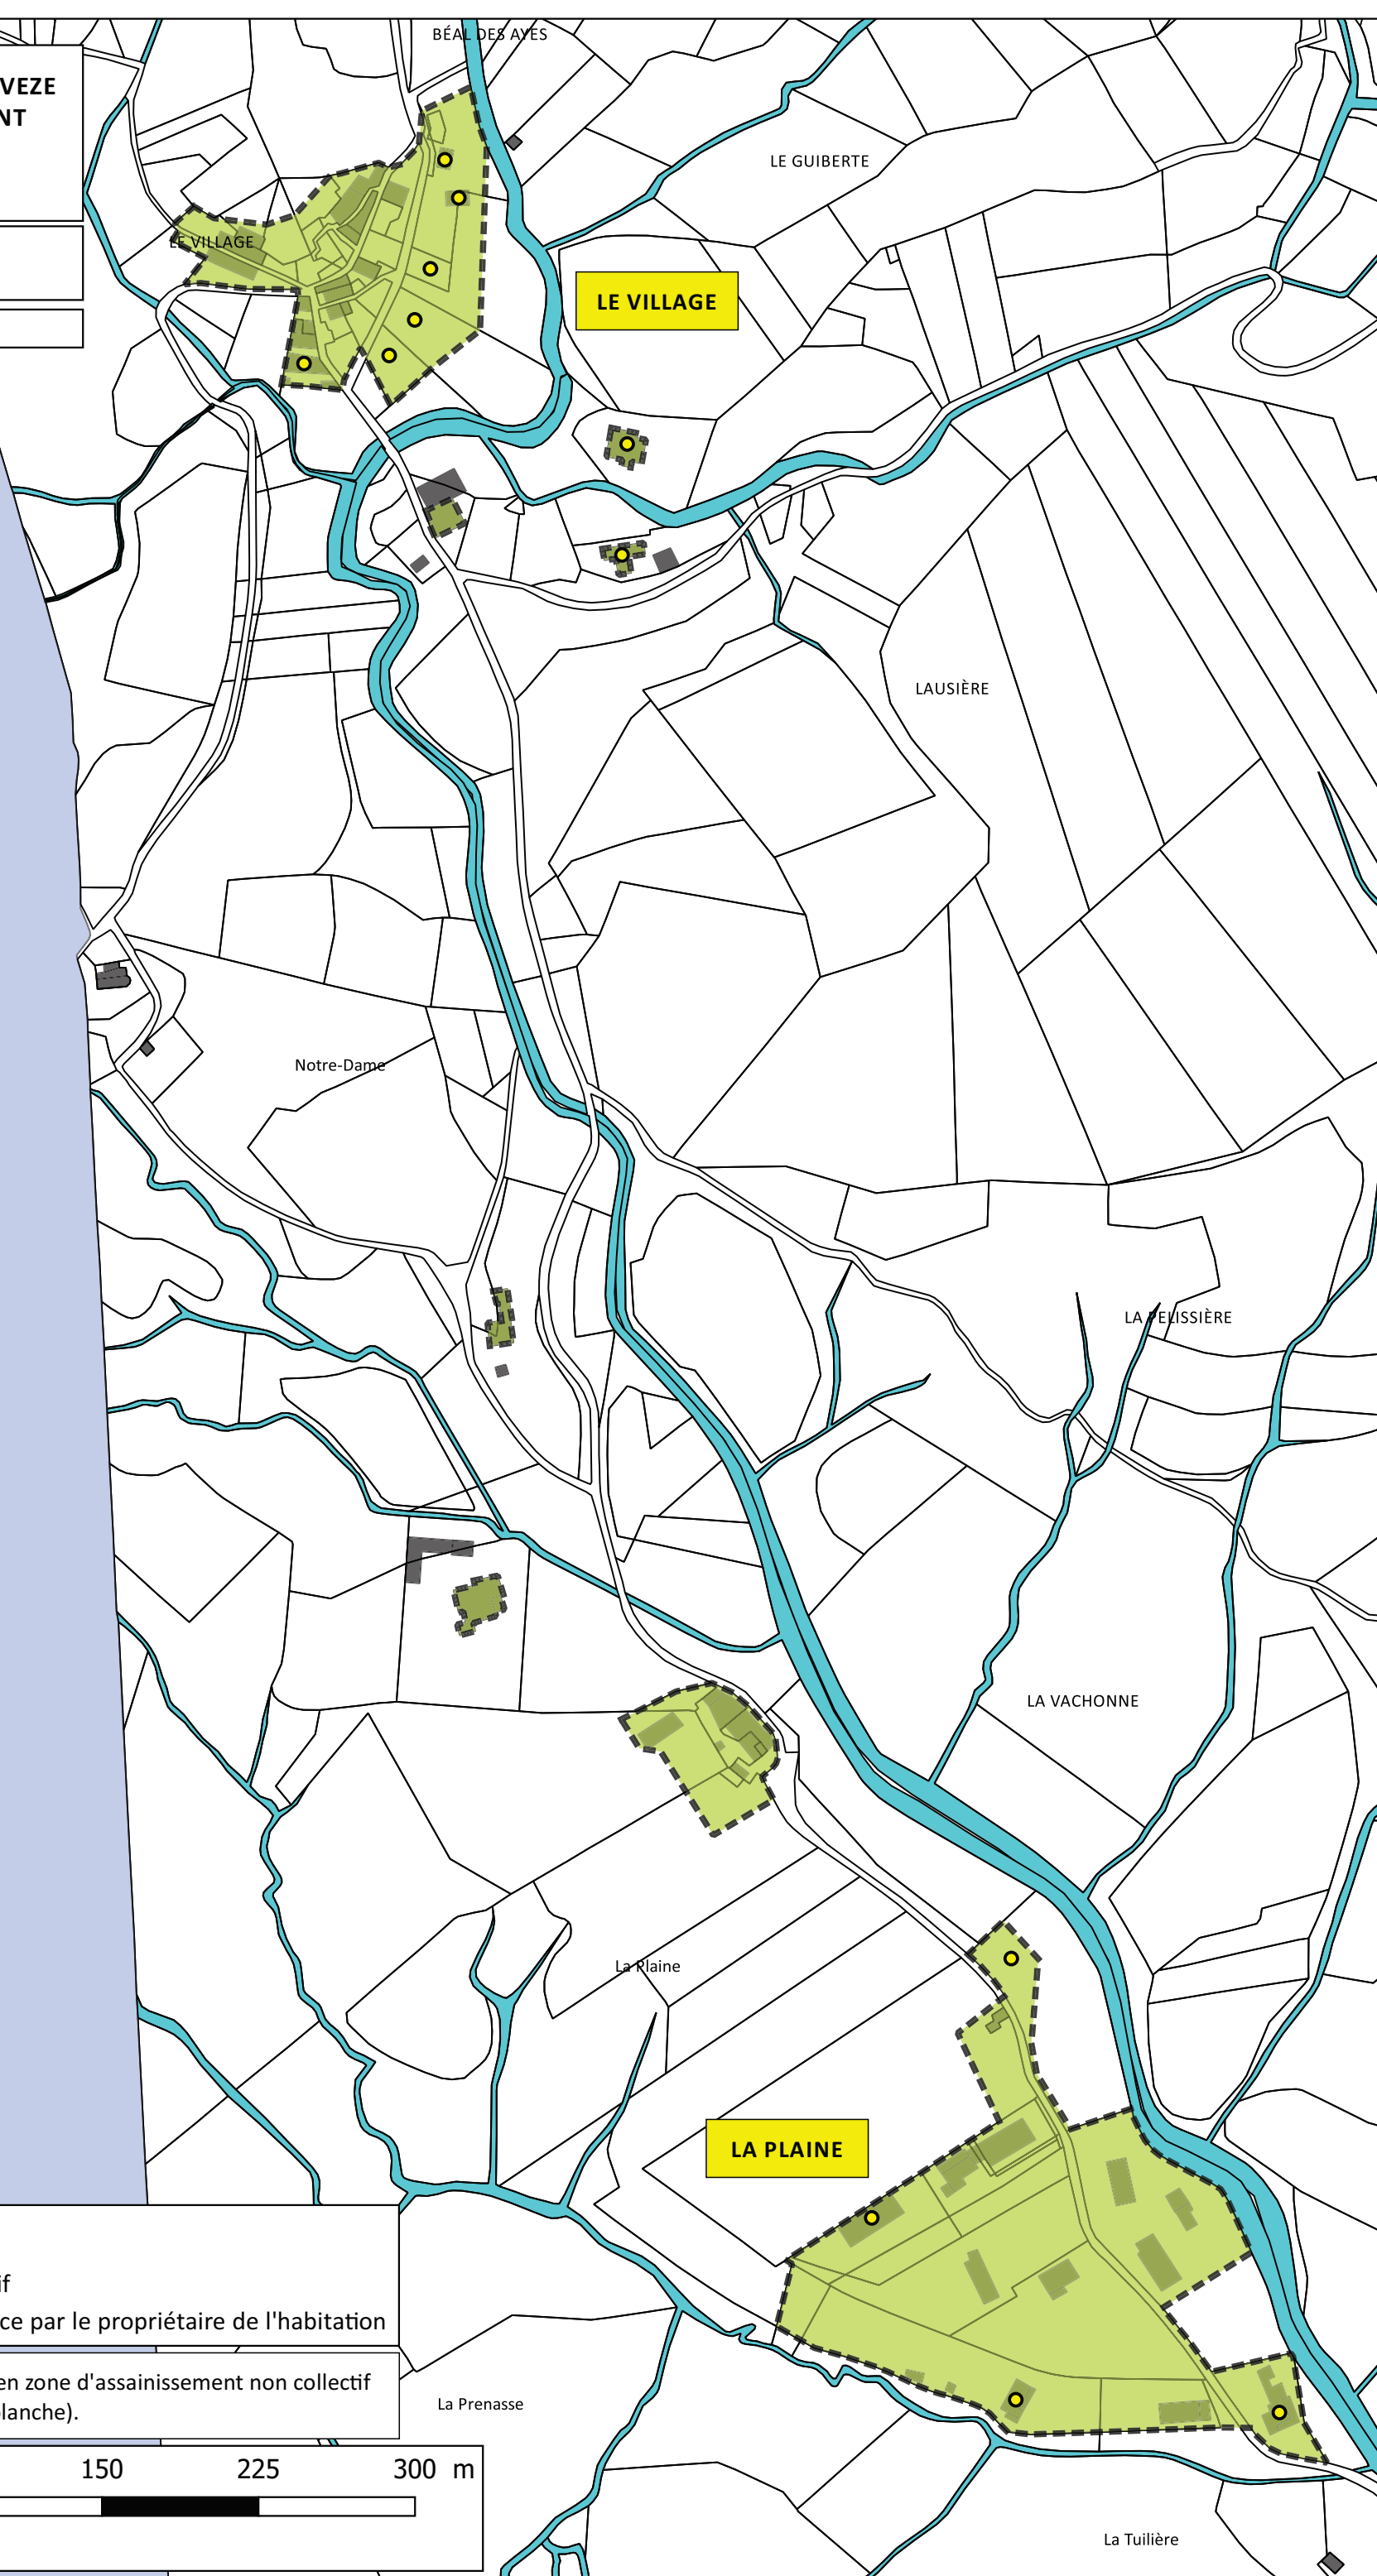 BÉAL DES AYES
VEZE
NT
LE GUIBERTE
LE VILLAGE
LE VILLAGE
LAUSIÈRE
Notre-Dame
LA PELISSIÈRE
LA VACHONNE
La Plaine
LA PLAINE
if
ce par le propriétaire de l'habitation
en zone d'assainissement non collectif
lanche).
La Prenasse
150 225 300 m
La Tuilière